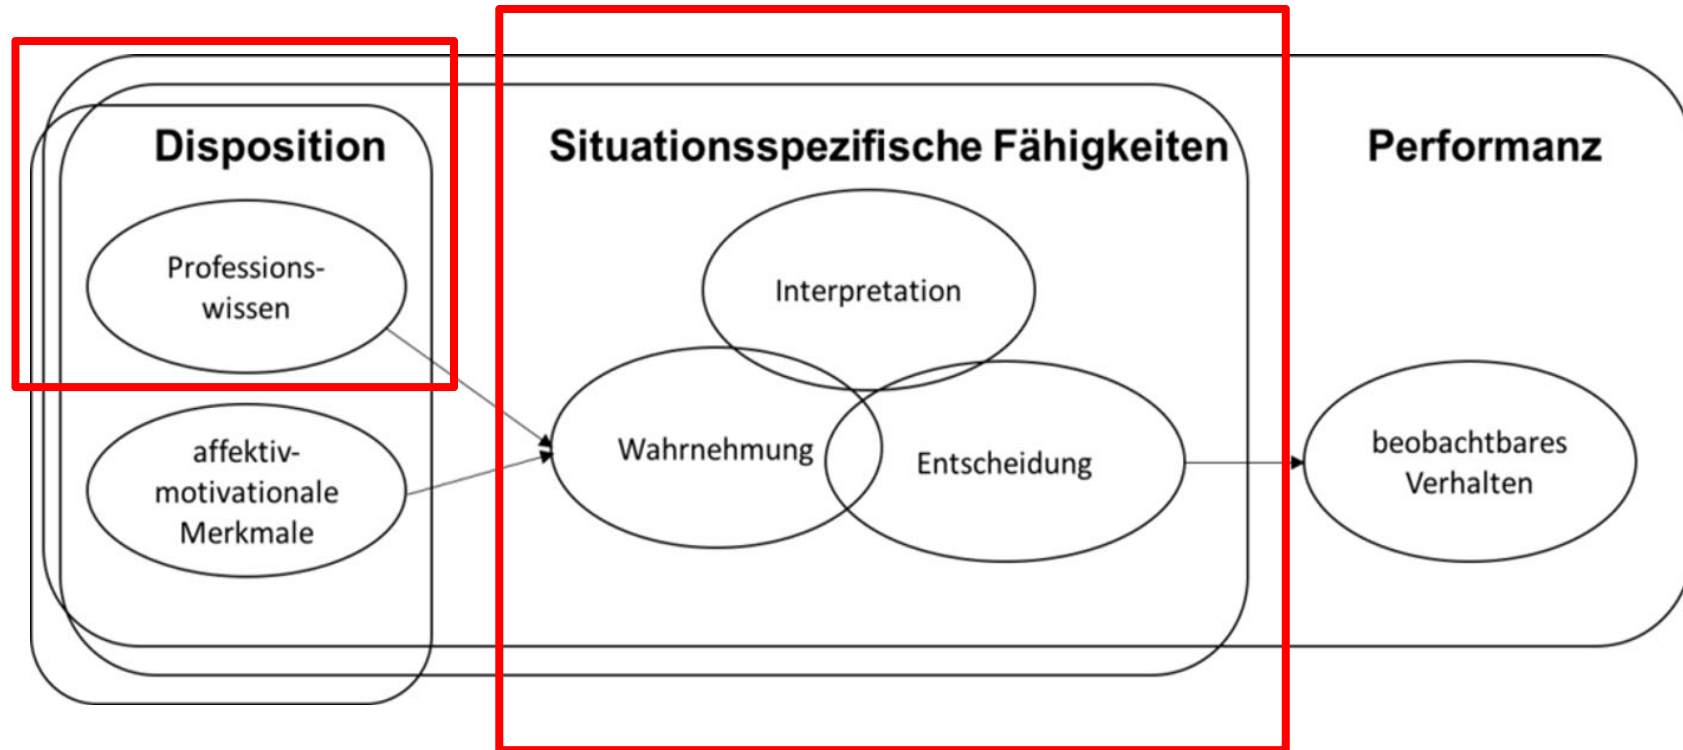 Disposition
Professions-
wissen
affektiv-
motivationale
Merkmale
Situationsspezifische Fähigkeiten
Interpretation
Wahrnehmung
Entscheidung
Performanz
beobachtbares
Verhalten